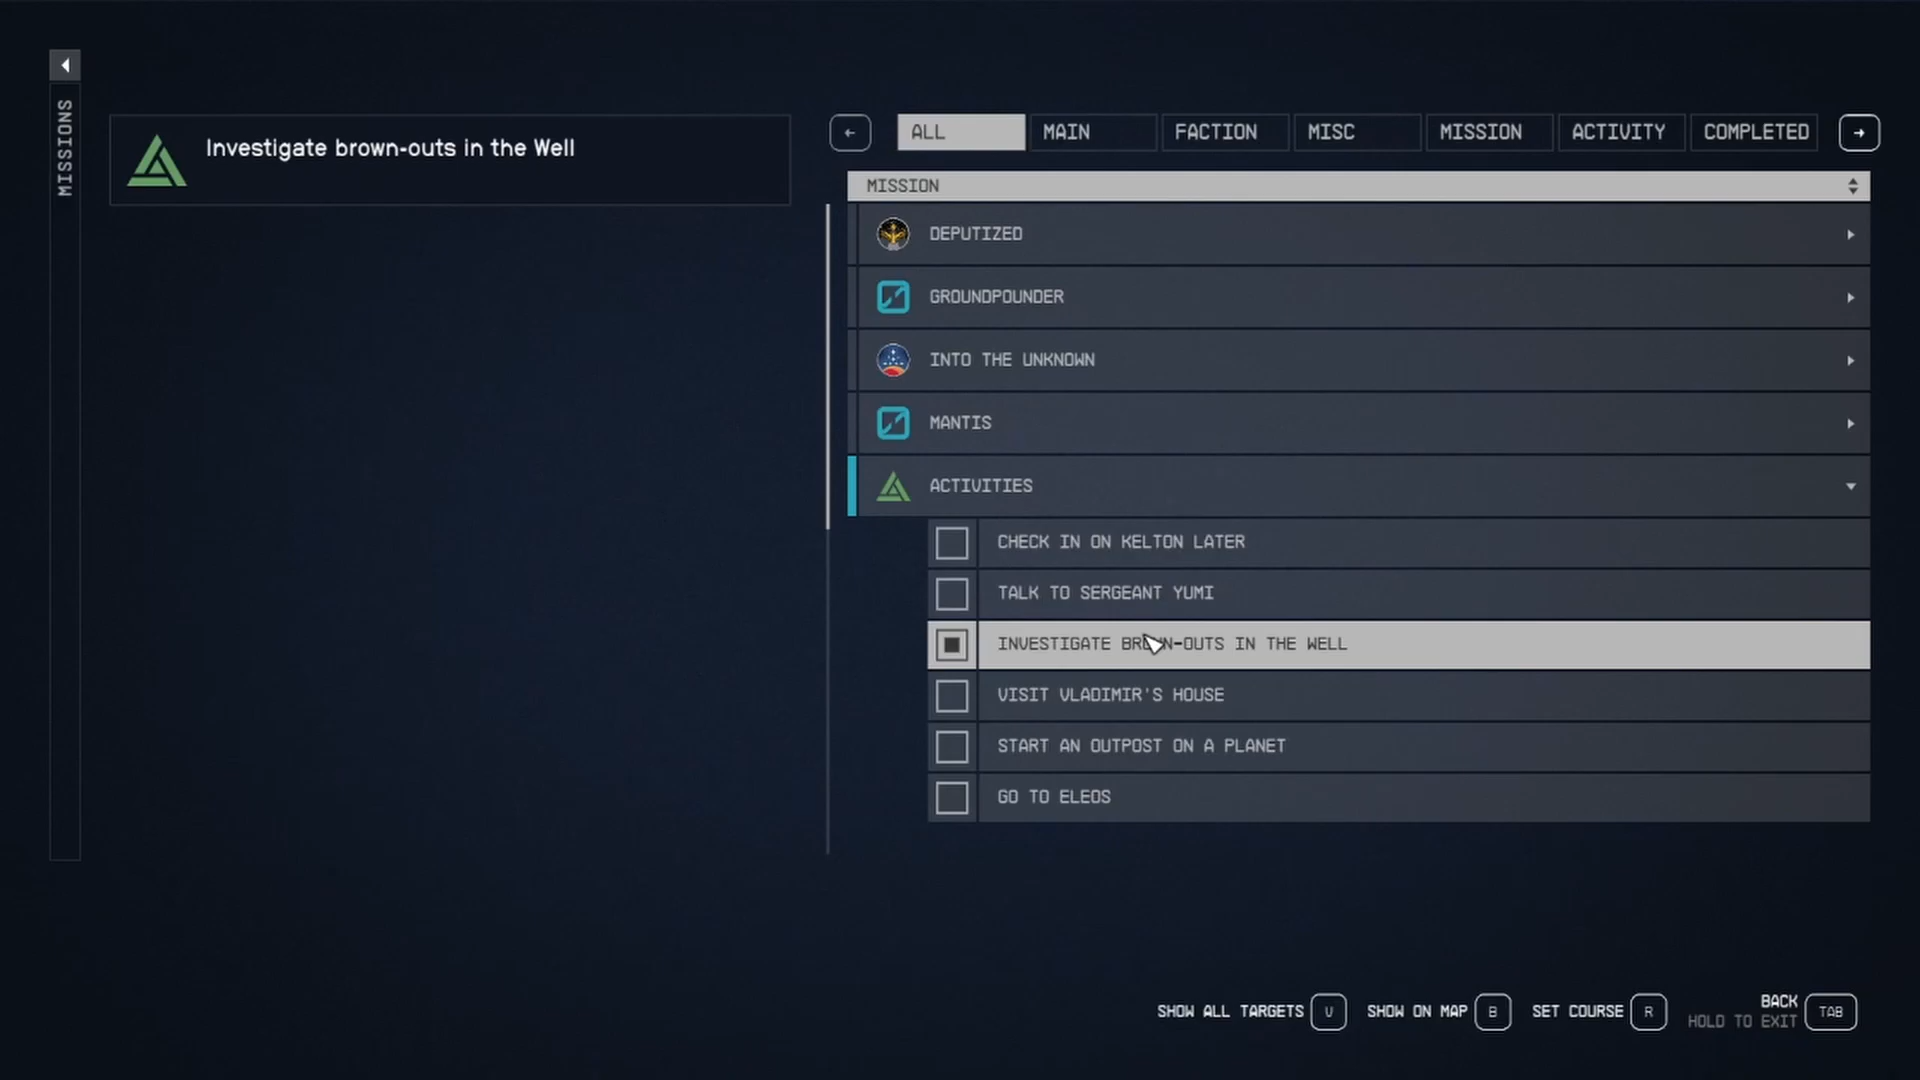 MISSIONS
Investigate brown-outs in the Well
ALL
MAIN
FACTION
MISC
MISSION
ACTIVITY
COMPLETED
MISSION
DEPUTIZED
GROUNDPOUNDER
INTO THE UNKNOWN
MANTIS
ACTIVITIES
CHECK IN ON KELTON LATER
TALK TO SERGEANT YUMI
INVESTIGATE BROWN-OUTS IN THE WELL
VISIT VLADIMIR'S HOUSE
START AN OUTPOST ON A PLANET
GO TO ELEOS
SHOW ALL TARGETS V
SHOW ON MAP B
SET COURSE R
BACK TAB
HOLD TO EXIT